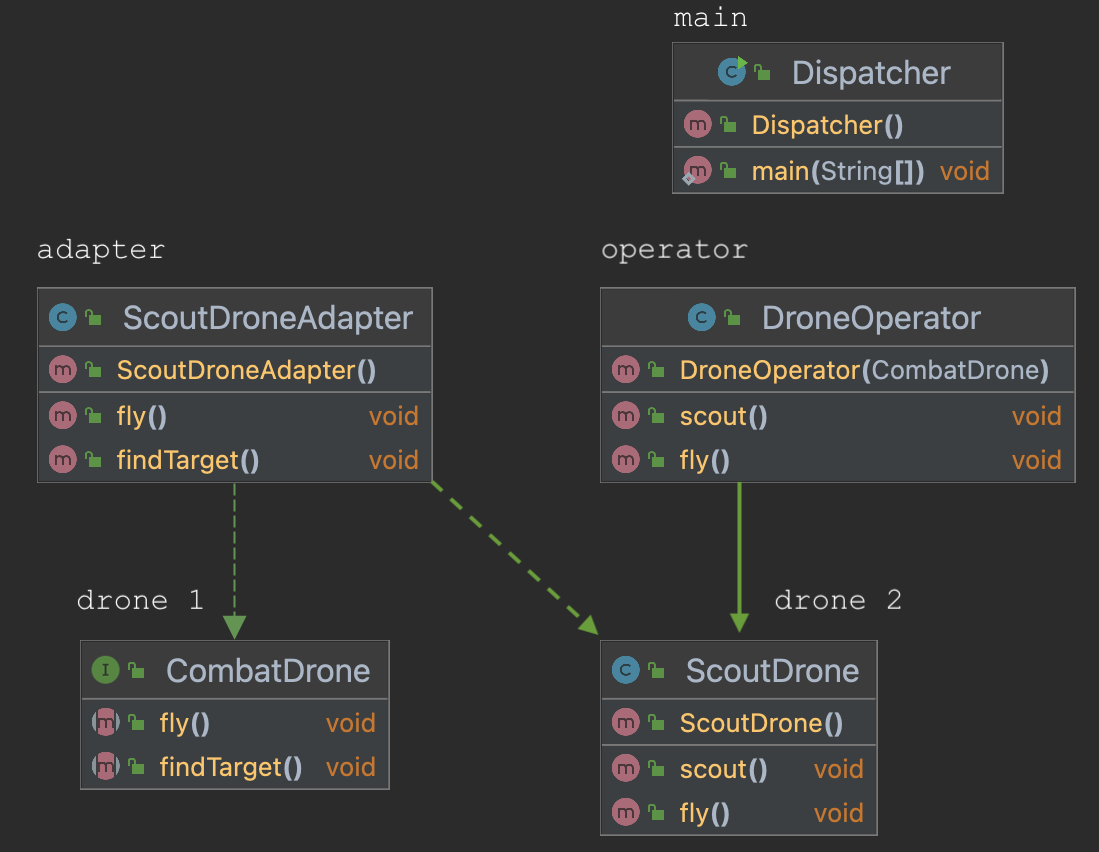 main
Dispatcher
Dispatcher()
main(String[]) void
adapter
ScoutDroneAdapter
ScoutDroneAdapter()
fly() void
findTarget() void
operator
DroneOperator
DroneOperator(CombatDrone)
scout() void
fly() void
drone 1
CombatDrone
fly() void
findTarget() void
drone 2
ScoutDrone
ScoutDrone()
scout() void
fly() void